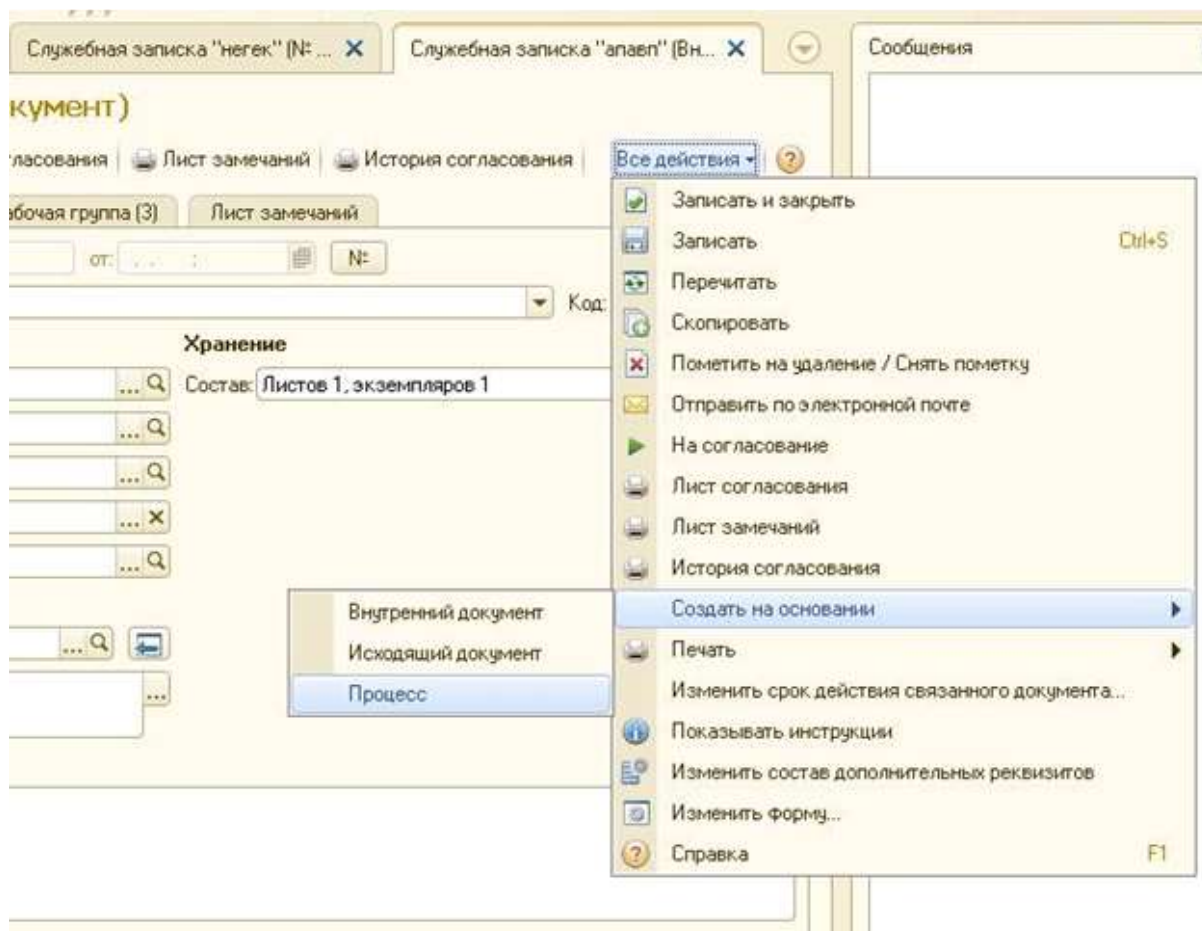 Служебная записка "негек" (№ ...
Служебная записка "апавп" (Вн...
Сообщения
кумент)
ласования
Лист замечаний
История согласования
Все действия
абочая группа (3)
Лист замечаний
от: . . :
№
Код:
Хранение
Состав: Листов 1, экземпляров 1
Записать и закрыть
Записать Ctrl+S
Перечитать
Скопировать
Пометить на удаление / Снять пометку
Отправить по электронной почте
На согласование
Лист согласования
Лист замечаний
История согласования
Создать на основании
Внутренний документ
Исходящий документ
Процесс
Печать
Изменить срок действия связанного документа...
Показывать инструкции
Изменить состав дополнительных реквизитов
Изменить форму...
Справка F1